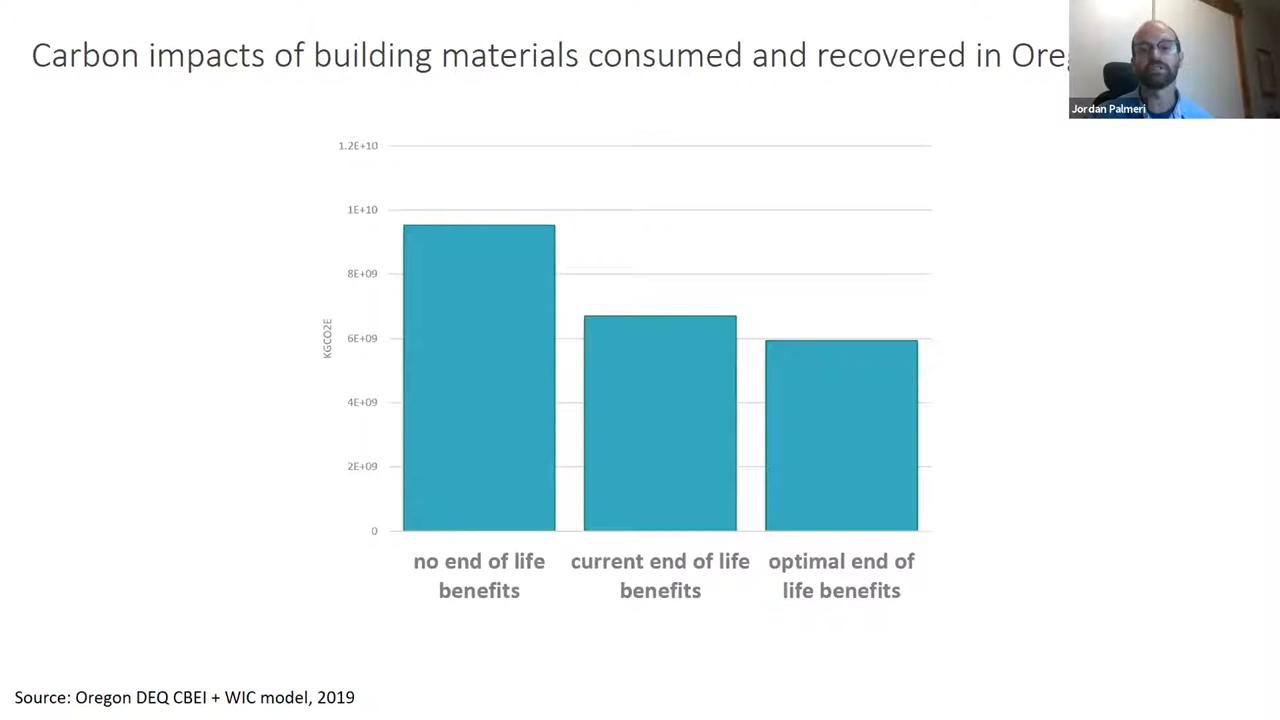 Carbon impacts of building materials consumed and recovered in Oreg
Jordan Palmeri
1.2E+10
1E+10
8E+09
6E+09
4E+09
2E+09
0
KGCO2E
no end of life
benefits
current end of life
benefits
optimal end of
life benefits
Source: Oregon DEQ CBEI + WIC model, 2019